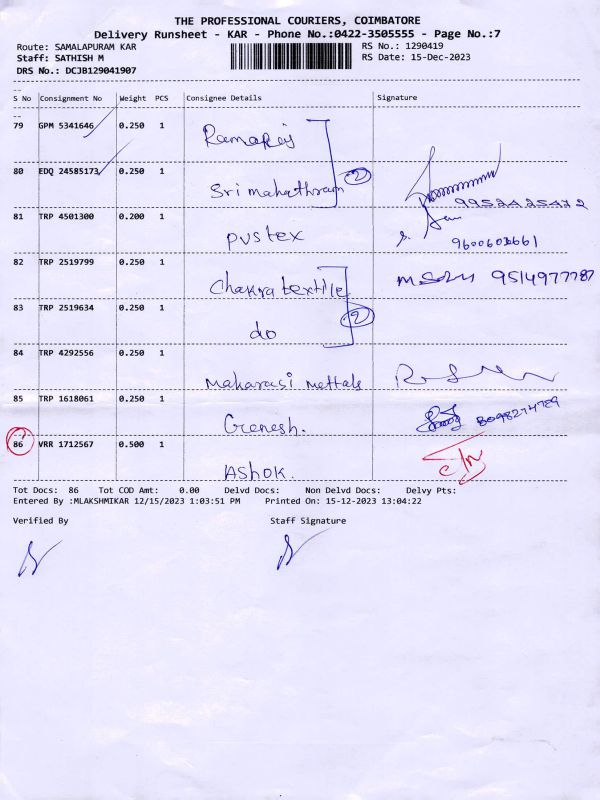 THE PROFESSIONAL COURIERS, COIMBATORE
Delivery Runsheet - KAR - Phone No.:0422-3505555 - Page No.:7
Route: SAMALAPURAM KAR RS No.: 1290419
Staff: SATHISH M RS Date: 15-Dec-2023
DRS No.: DCJB129041907
S No Consignment No Weight PCS Consignee Details Signature
79 GPM 5341646 0.250 1
Ramaraj
80 EDQ 24585173 0.250 1 2
Sri mahathram 9952425472
81 TRP 4501300 0.200 1
pvstex 9600603661
82 TRP 2519799 0.250 1
Chakra textile 9514977787
83 TRP 2519634 0.250 1 2
do
84 TRP 4292556 0.250 1
Maharasi mettals
85 TRP 1618061 0.250 1
Grenesh. 8098274789
86 VRR 1712567 0.500 1
ASHOK.
Tot Docs: 86 Tot COD Amt: 0.00 Delvd Docs: Non Delvd Docs: Delvy Pts:
Entered By :MLAKSHMIKAR 12/15/2023 1:03:51 PM Printed On: 15-12-2023 13:04:22
Verified By Staff Signature